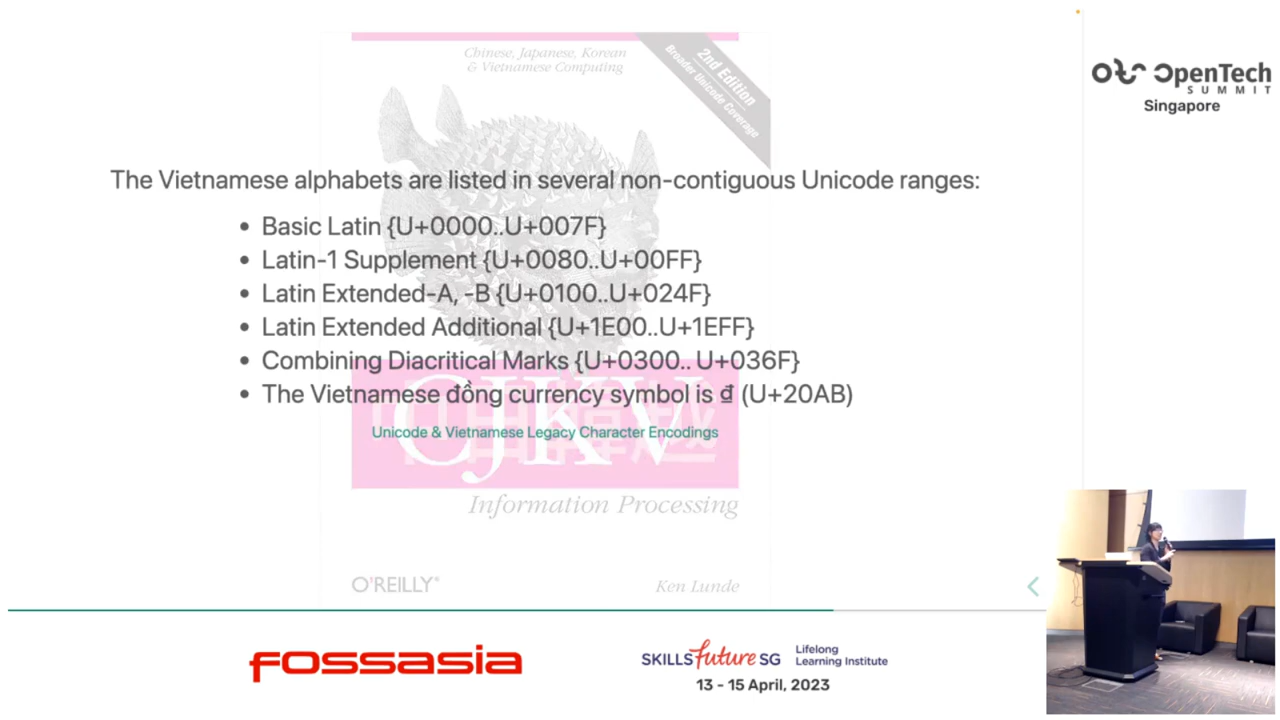 Chinese, Japanese, Korean
& Vietnamese Computing
2nd Edition
Broader Unicode Coverage
OpenTech
SUMMIT
Singapore
The Vietnamese alphabets are listed in several non-contiguous Unicode ranges:
• Basic Latin {U+0000..U+007F}
• Latin-1 Supplement {U+0080..U+00FF}
• Latin Extended-A, -B {U+0100..U+024F}
• Latin Extended Additional {U+1E00..U+1EFF}
• Combining Diacritical Marks {U+0300.. U+036F}
• The Vietnamese đồng currency symbol is ₫ (U+20AB)
Unicode & Vietnamese Legacy Character Encodings
CJKV
Information Processing
O'REILLY®
Ken Lunde
fossasia
SKILLSfuture SG
Lifelong
Learning Institute
13 - 15 April, 2023